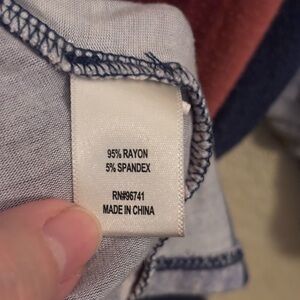 95% RAYON
5% SPANDEX
RN#96741
MADE IN CHINA